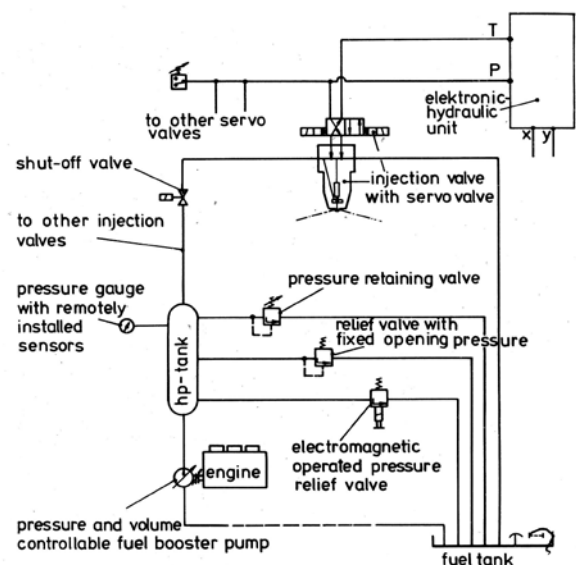 T
P
elektronic-
hydraulic
unit
x y
to other servo
valves
shut-off valve
injection valve
with servovalve
to other injection
valves
pressure retaining valve
pressure gauge
with remotely
installed
sensors
relief valve with
fixed opening pressure
hp-tank
electromagnetic
operated pressure
relief valve
engine
pressure and volume
controllable fuel booster pump
fuel tank